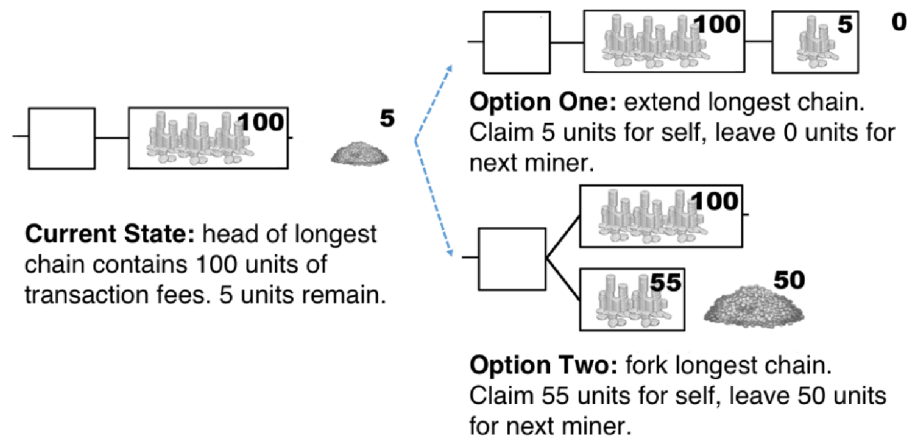 100
5
0
Option One: extend longest chain.
Claim 5 units for self, leave 0 units for
next miner.
100
5
Current State: head of longest
chain contains 100 units of
transaction fees. 5 units remain.
100
55
50
Option Two: fork longest chain.
Claim 55 units for self, leave 50 units
for next miner.